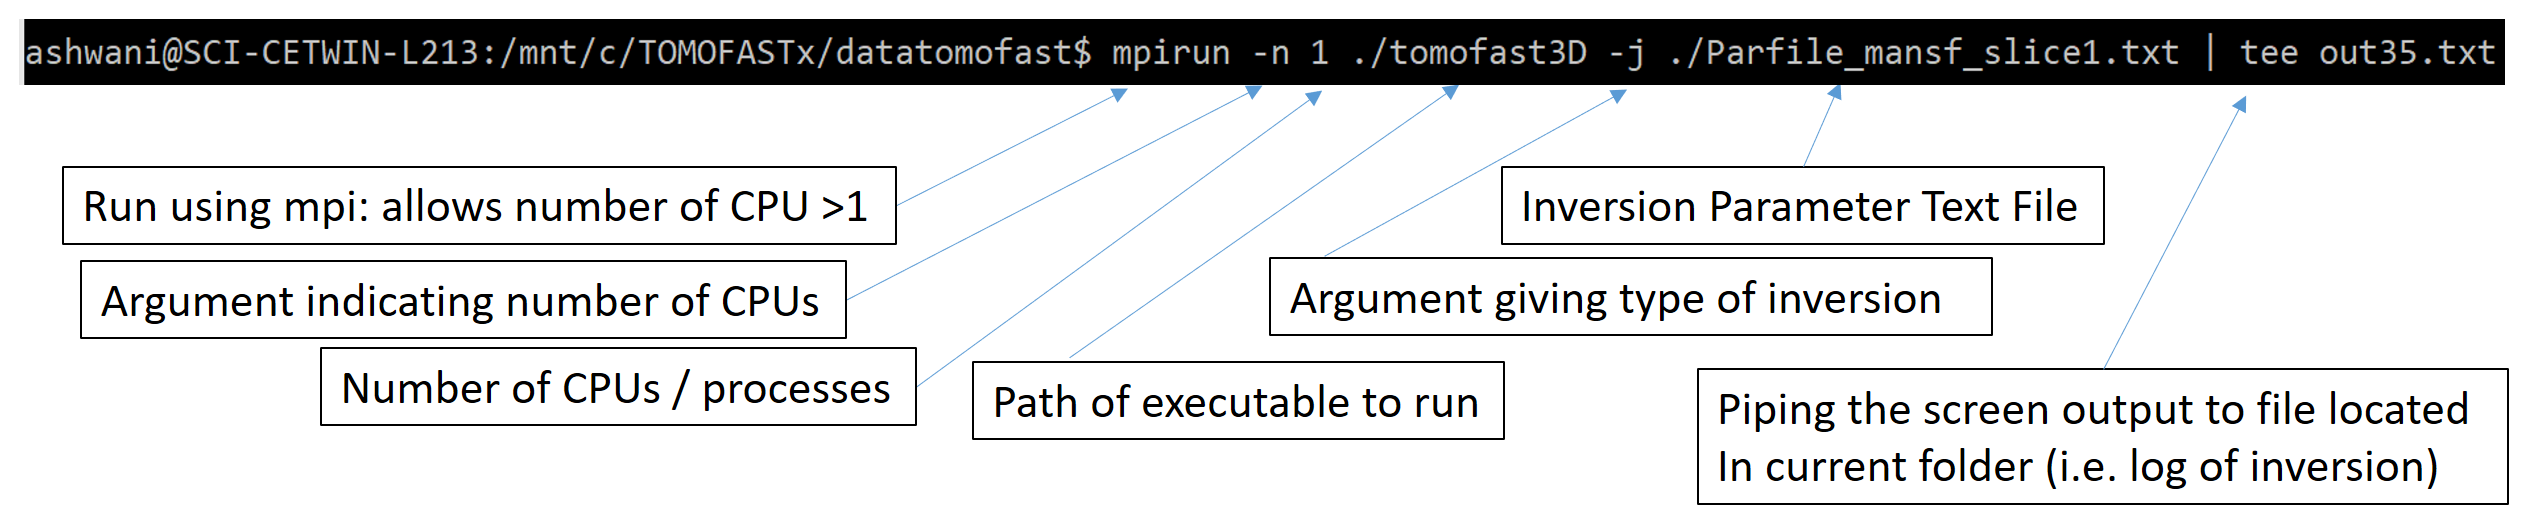 ashwani@SCI-CETWIN-L213:/mnt/c/TOMOFASTx/datatomofast$ mpirun -n 1 ./tomofast3D -j ./Parfile_mansf_slice1.txt | tee out35.txt
Run using mpi: allows number of CPU >1
Inversion Parameter Text File
Argument indicating number of CPUs
Argument giving type of inversion
Number of CPUs / processes
Path of executable to run
Piping the screen output to file located
In current folder (i.e. log of inversion)